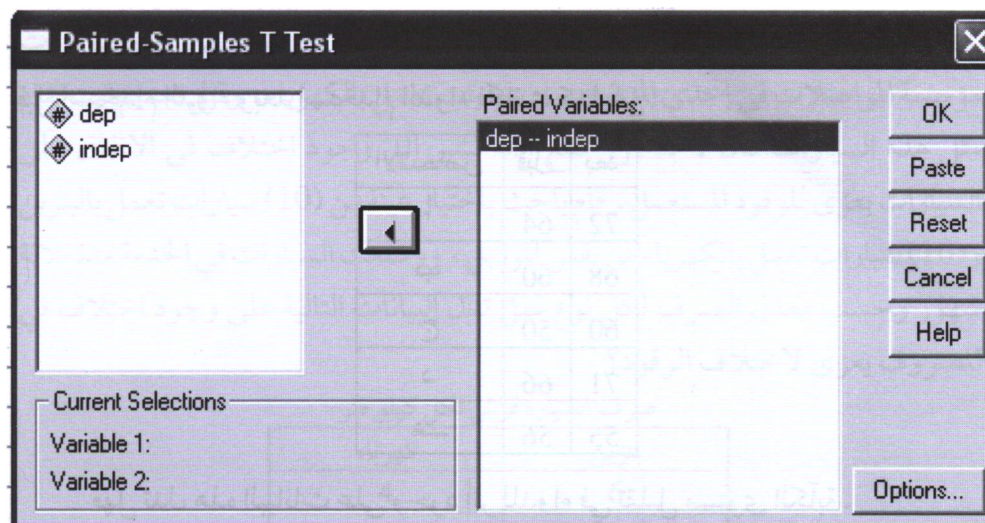 Paired-Samples T Test
dep
indep
Paired Variables:
dep -- indep
OK
Paste
Reset
Cancel
Help
Current Selections
Variable 1:
Variable 2:
Options...